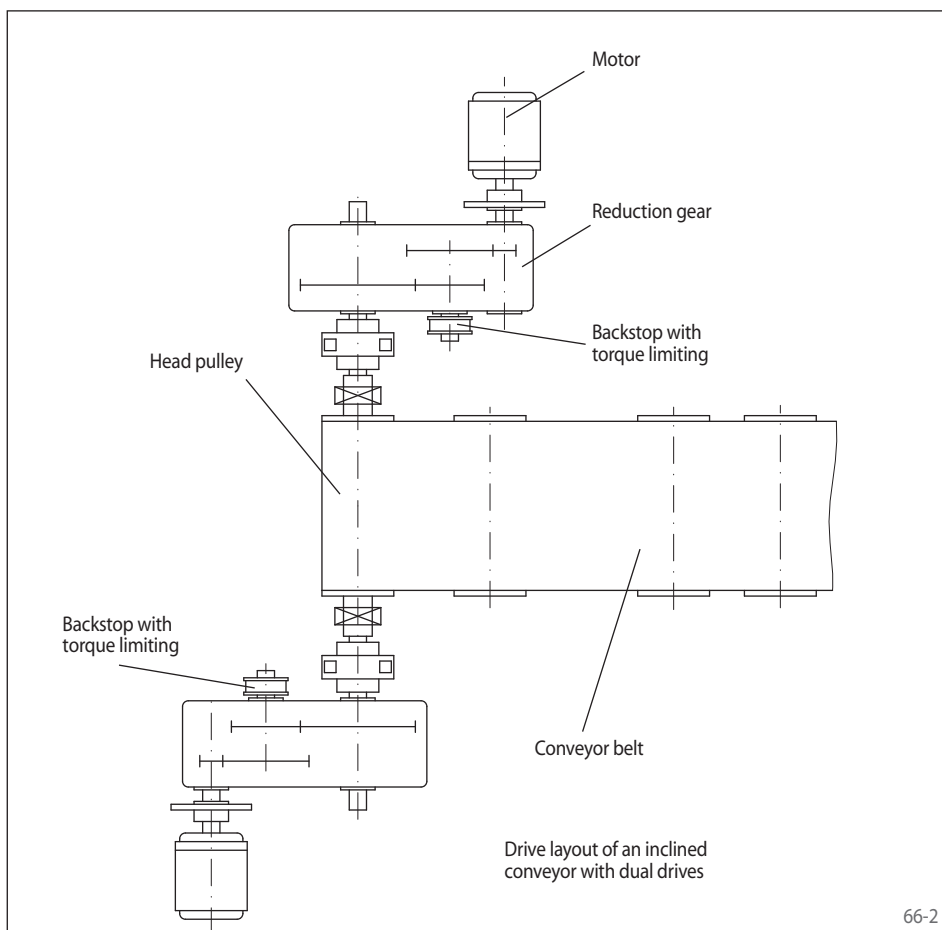 Motor
Reduction gear
Backstop with
torque limiting
Head pulley
Backstop with
torque limiting
Conveyor belt
Drive layout of an inclined
conveyor with dual drives
66-2